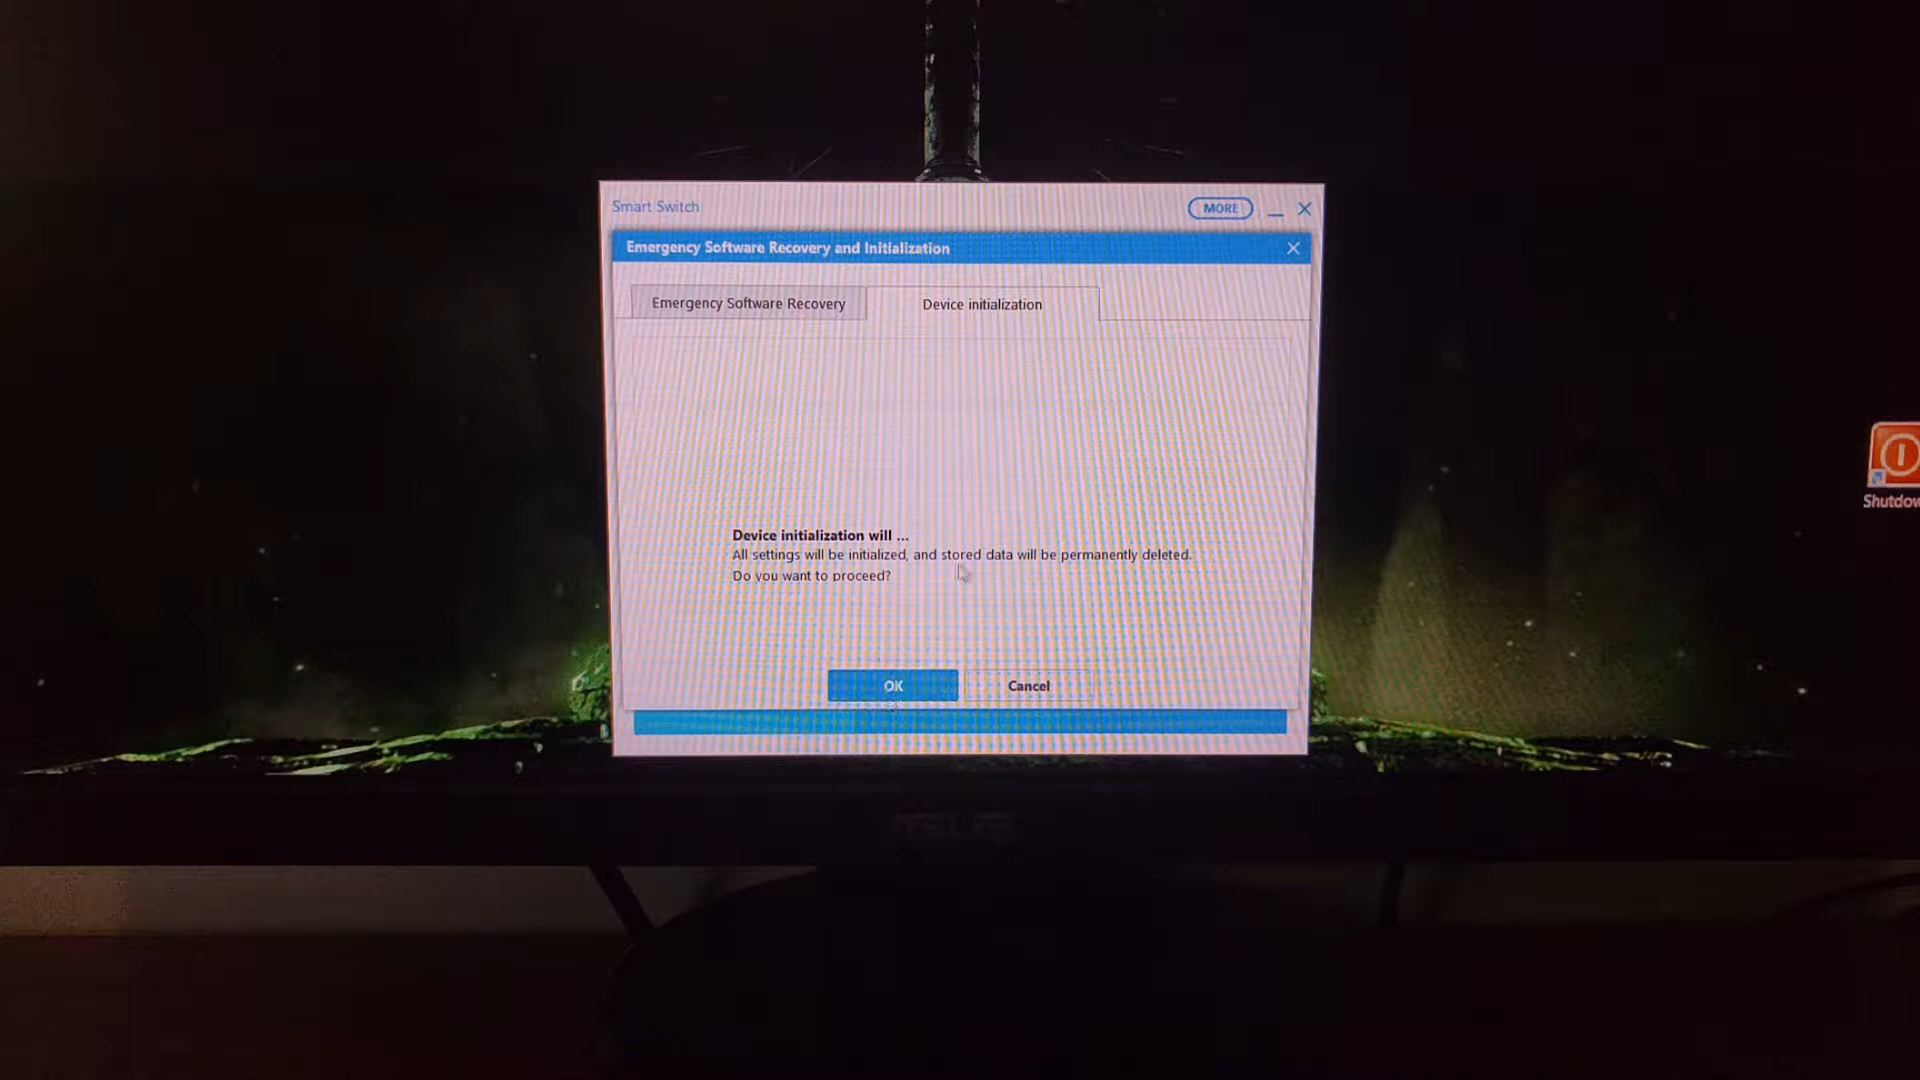 Smart Switch
MORE
Emergency Software Recovery and Initialization
Emergency Software Recovery
Device initialization
Device initialization will ...
All settings will be initialized, and stored data will be permanently deleted.
Do you want to proceed?
OK
Cancel
ASUS